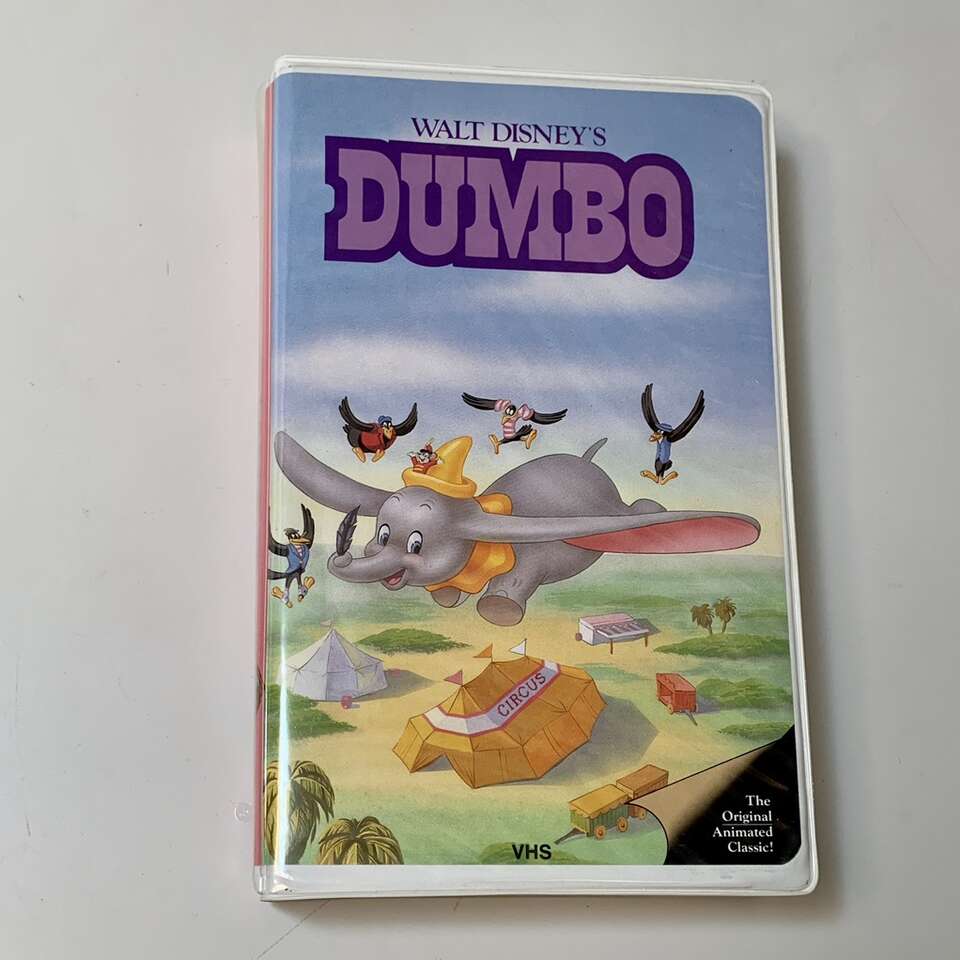 WALT DISNEY'S
DUMBO
CIRCUS
The
Original
Animated
Classic!
VHS